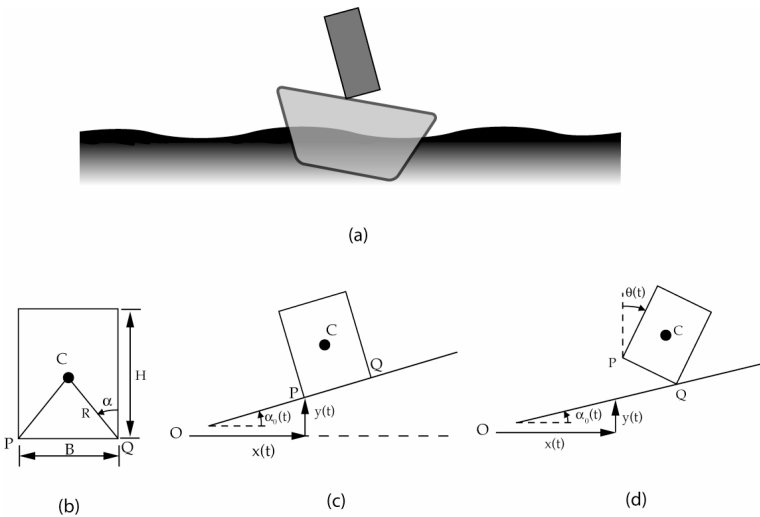 (a)
C
α
H
R
P
B
Q
(b)
C
Q
P
α₀(t)
y(t)
O
x(t)
(c)
θ(t)
C
P
Q
α₀(t)
y(t)
O
x(t)
(d)